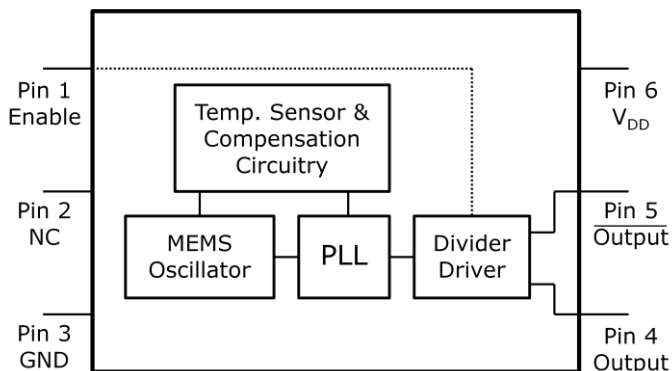 Pin 1
Enable
Temp. Sensor &
Compensation
Circuitry
Pin 6
VDD
Pin 2
NC
MEMS
Oscillator
PLL
Divider
Driver
Pin 5
Output
Pin 3
GND
Pin 4
Output